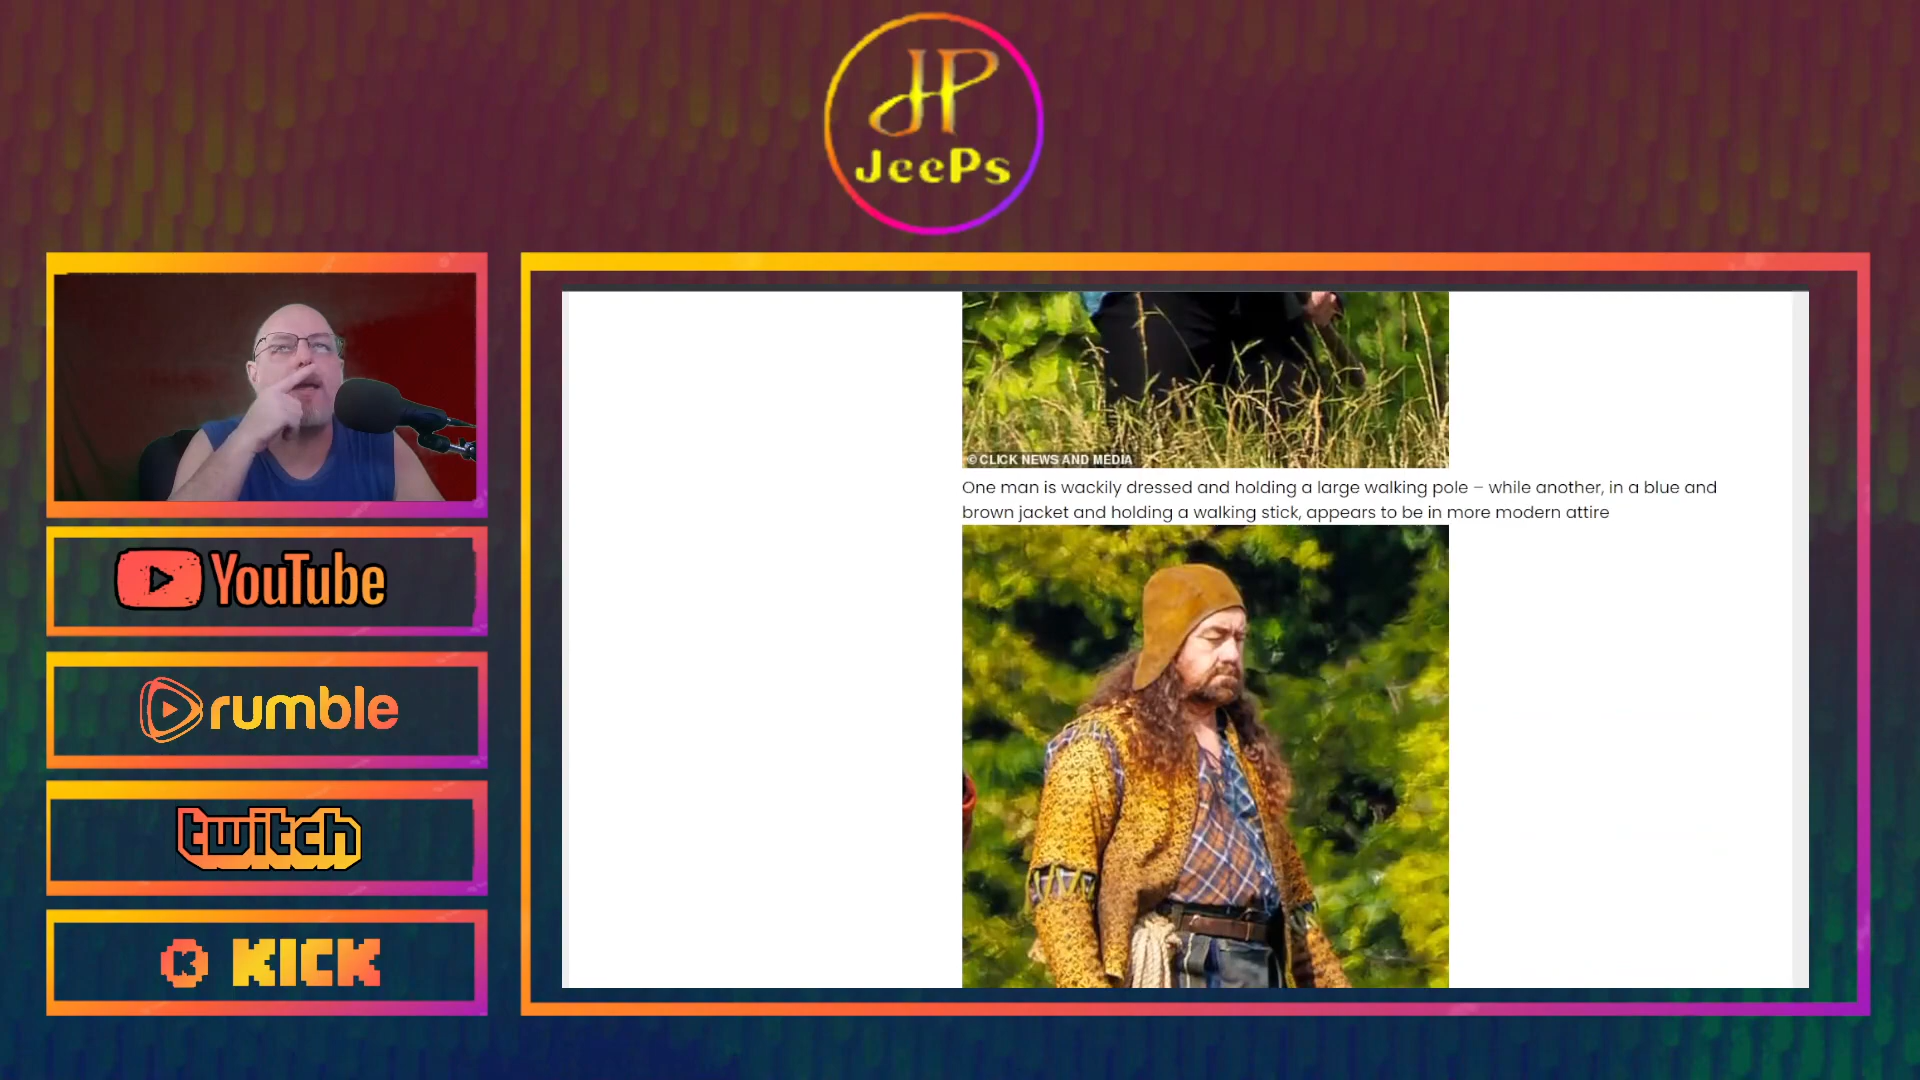 JP
JeePs
YouTube
rumble
twitch
K KICK
© CLICK NEWS AND MEDIA
One man is wackily dressed and holding a large walking pole – while another, in a blue and
brown jacket and holding a walking stick, appears to be in more modern attire